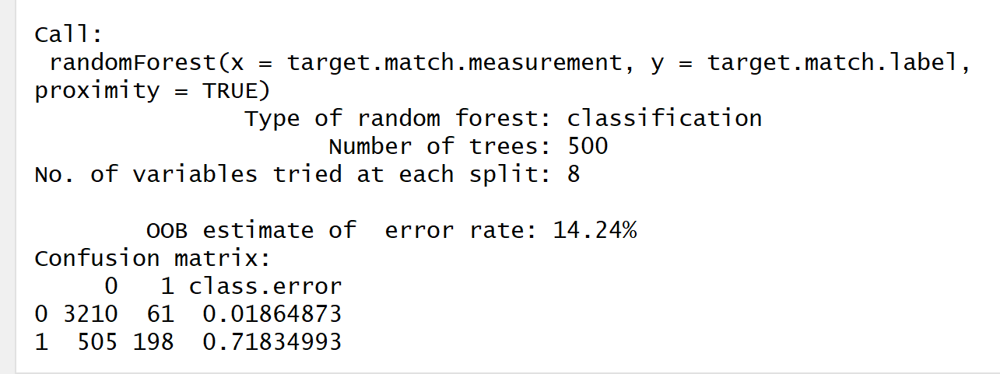 Call:
 randomForest(x = target.match.measurement, y = target.match.label,
proximity = TRUE)
               Type of random forest: classification
                     Number of trees: 500
No. of variables tried at each split: 8
        OOB estimate of  error rate: 14.24%
Confusion matrix:
     0   1 class.error
0 3210  61  0.01864873
1  505 198  0.71834993